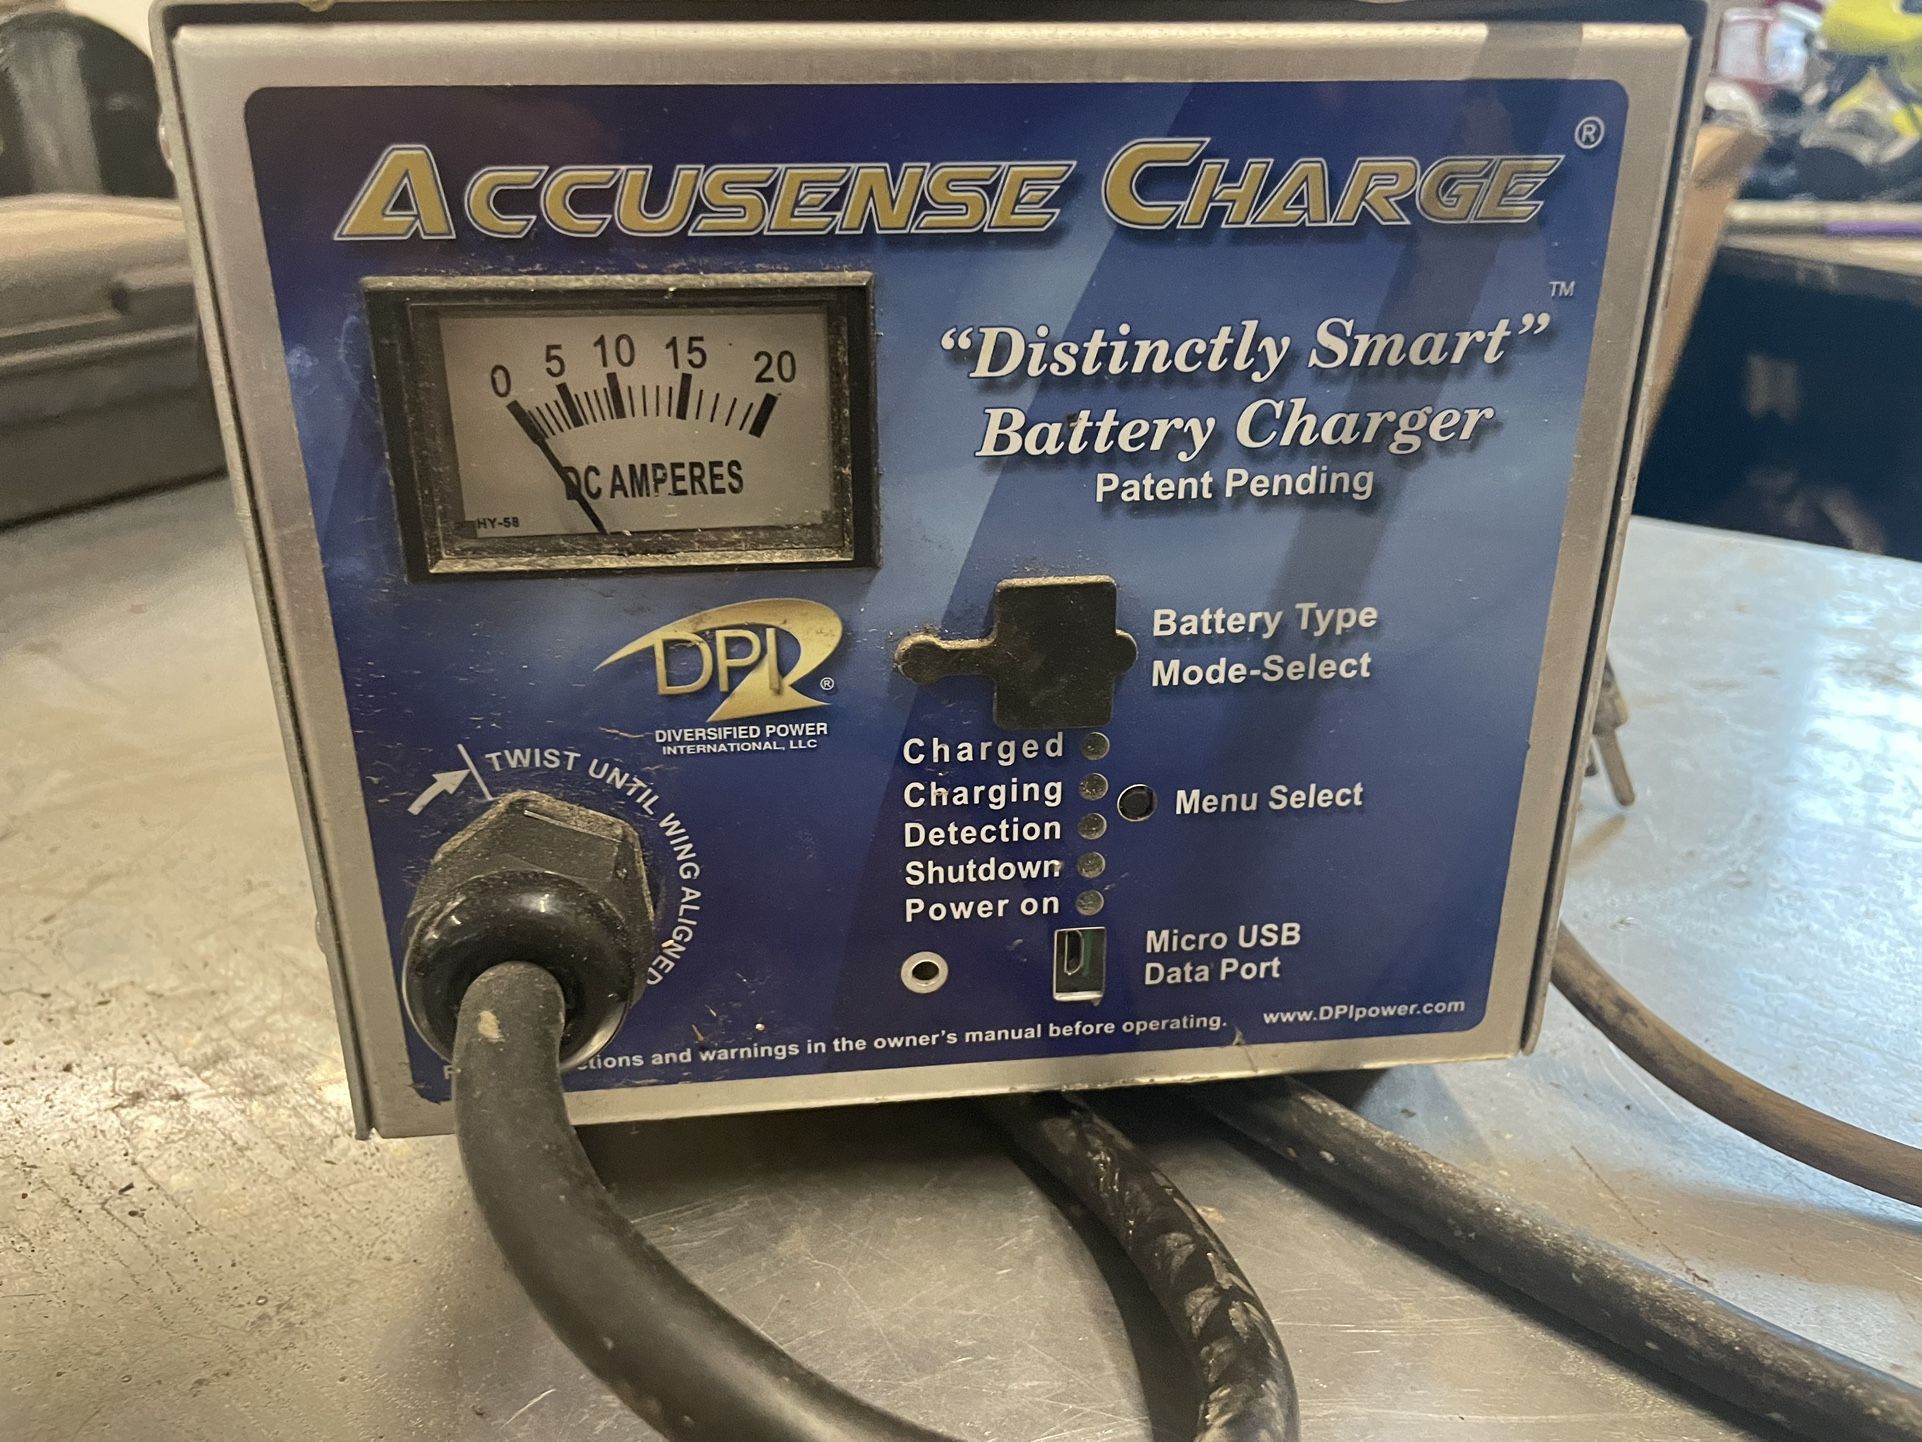 ACCUSENSE CHARGE ®
0 5 10 15 20
DC AMPERES
HY-58
"Distinctly Smart" ™
Battery Charger
Patent Pending
DPI ®
DIVERSIFIED POWER
INTERNATIONAL, LLC
Battery Type
Mode-Select
TWIST UNTIL WING ALIGNED
Charged
Charging
Detection
Shutdown
Power on
Menu Select
Micro USB
Data Port
and warnings in the owner's manual before operating.
www.DPIpower.com